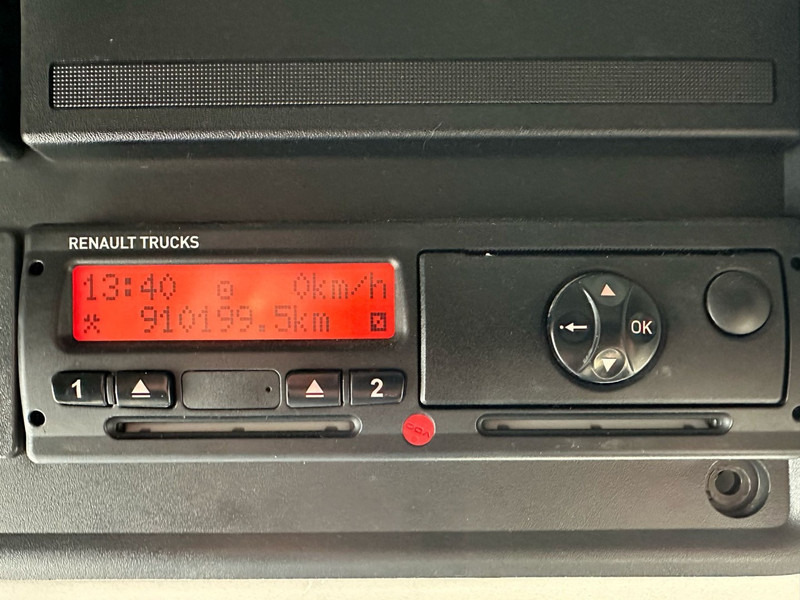 RENAULT TRUCKS
13:40 0km/h
910199.5km
1 2
OK